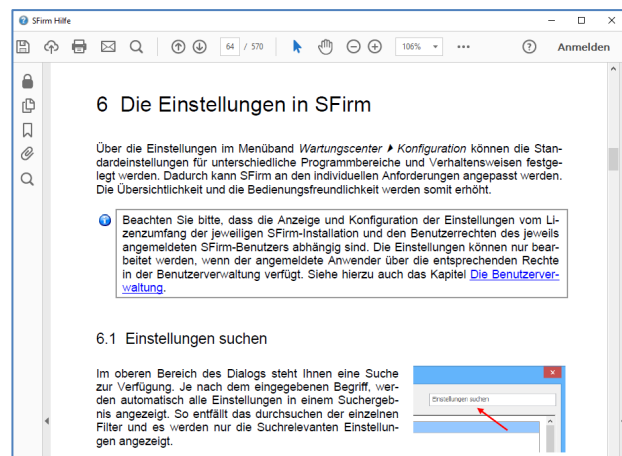 SFirm Hilfe
64 / 570
106%
Anmelden
6 Die Einstellungen in SFirm
Über die Einstellungen im Menüband Wartungscenter ▶ Konfiguration können die Stan-
dardeinstellungen für unterschiedliche Programmbereiche und Verhaltensweisen festge-
legt werden. Dadurch kann SFirm an den individuellen Anforderungen angepasst werden.
Die Übersichtlichkeit und die Bedienungsfreundlichkeit werden somit erhöht.
Beachten Sie bitte, dass die Anzeige und Konfiguration der Einstellungen vom Li-
zenzumfang der jeweiligen SFirm-Installation und den Benutzerrechten des jeweils
angemeldeten SFirm-Benutzers abhängig sind. Die Einstellungen können nur bear-
beitet werden, wenn der angemeldete Anwender über die entsprechenden Rechte
in der Benutzerverwaltung verfügt. Siehe hierzu auch das Kapitel Die Benutzerver-
waltung.
6.1 Einstellungen suchen
Im oberen Bereich des Dialogs steht Ihnen eine Suche
zur Verfügung. Je nach dem eingegebenen Begriff, wer-
den automatisch alle Einstellungen in einem Suchergeb-
nis angezeigt. So entfällt das durchsuchen der einzelnen
Filter und es werden nur die Suchrelevanten Einstellun-
gen angezeigt.
Einstellungen suchen